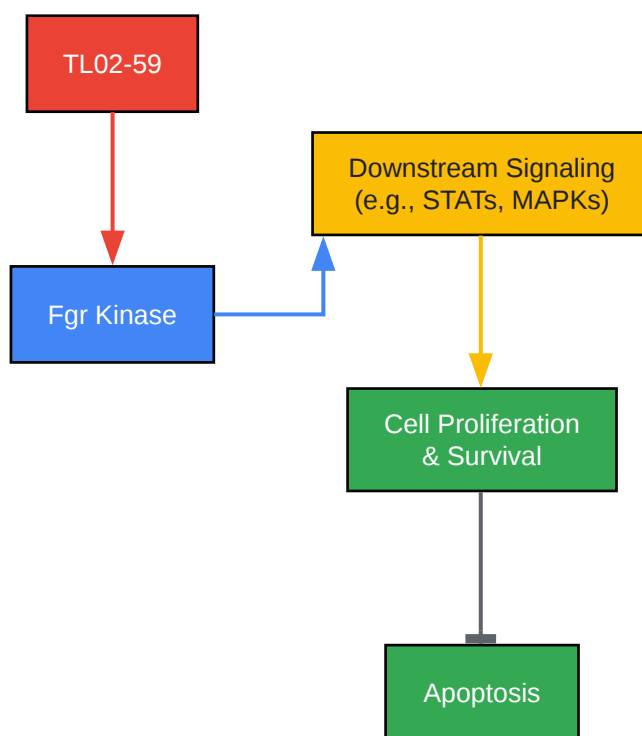 TL02-59
Downstream Signaling
(e.g., STATs, MAPKs)
Fgr Kinase
Cell Proliferation
& Survival
Apoptosis